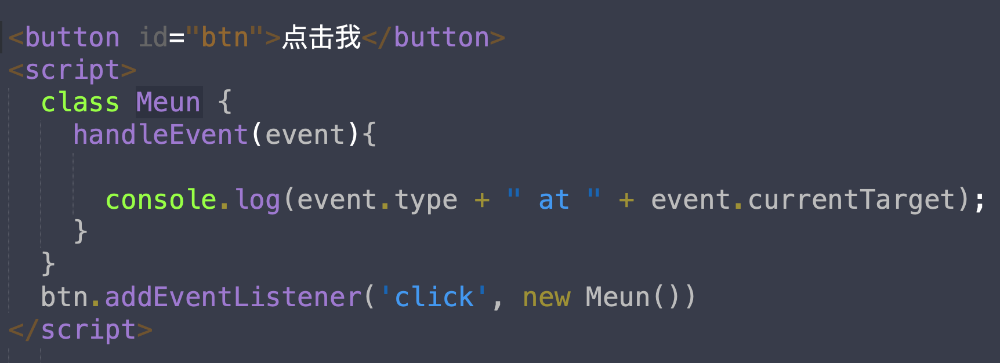 <button id="btn">点击我</button>
<script>
class Meun {
handleEvent(event){
console.log(event.type + " at " + event.currentTarget);
}
}
btn.addEventListener('click', new Meun())
</script>